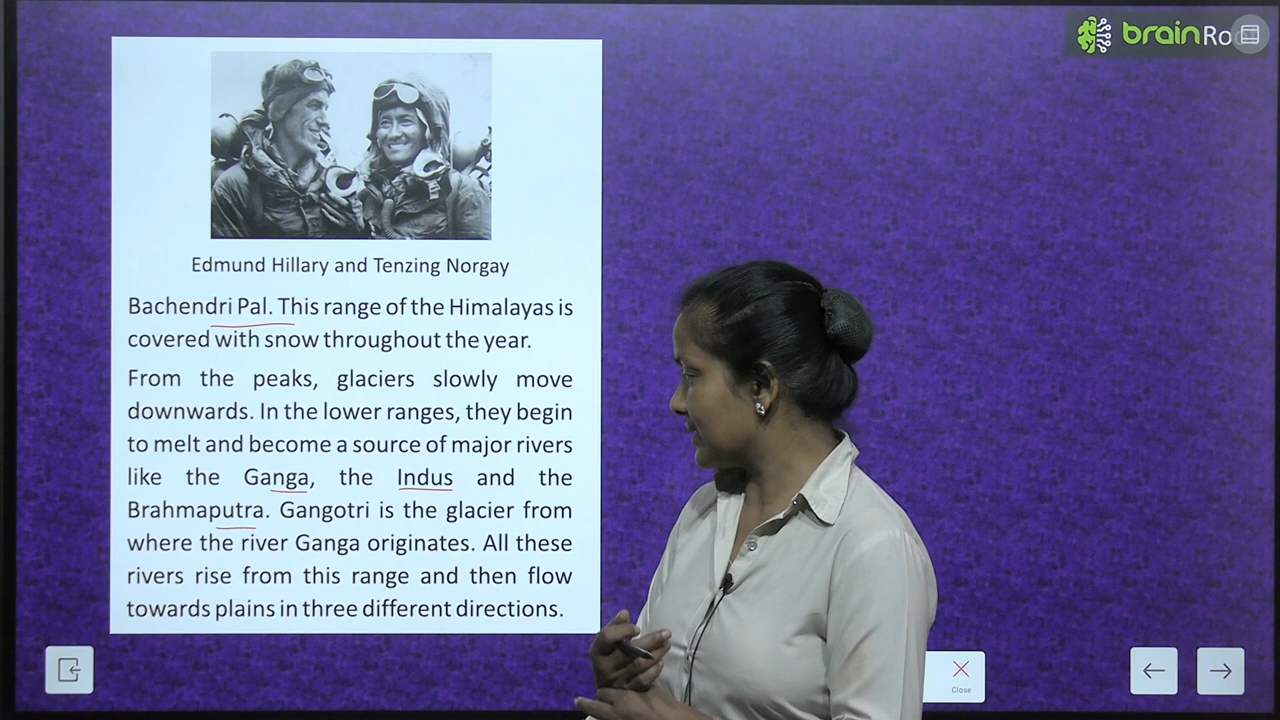 brainRo
Edmund Hillary and Tenzing Norgay
Bachendri Pal. This range of the Himalayas is
covered with snow throughout the year.
From the peaks, glaciers slowly move
downwards. In the lower ranges, they begin
to melt and become a source of major rivers
like the Ganga, the Indus and the
Brahmaputra. Gangotri is the glacier from
where the river Ganga originates. All these
rivers rise from this range and then flow
towards plains in three different directions.
Close